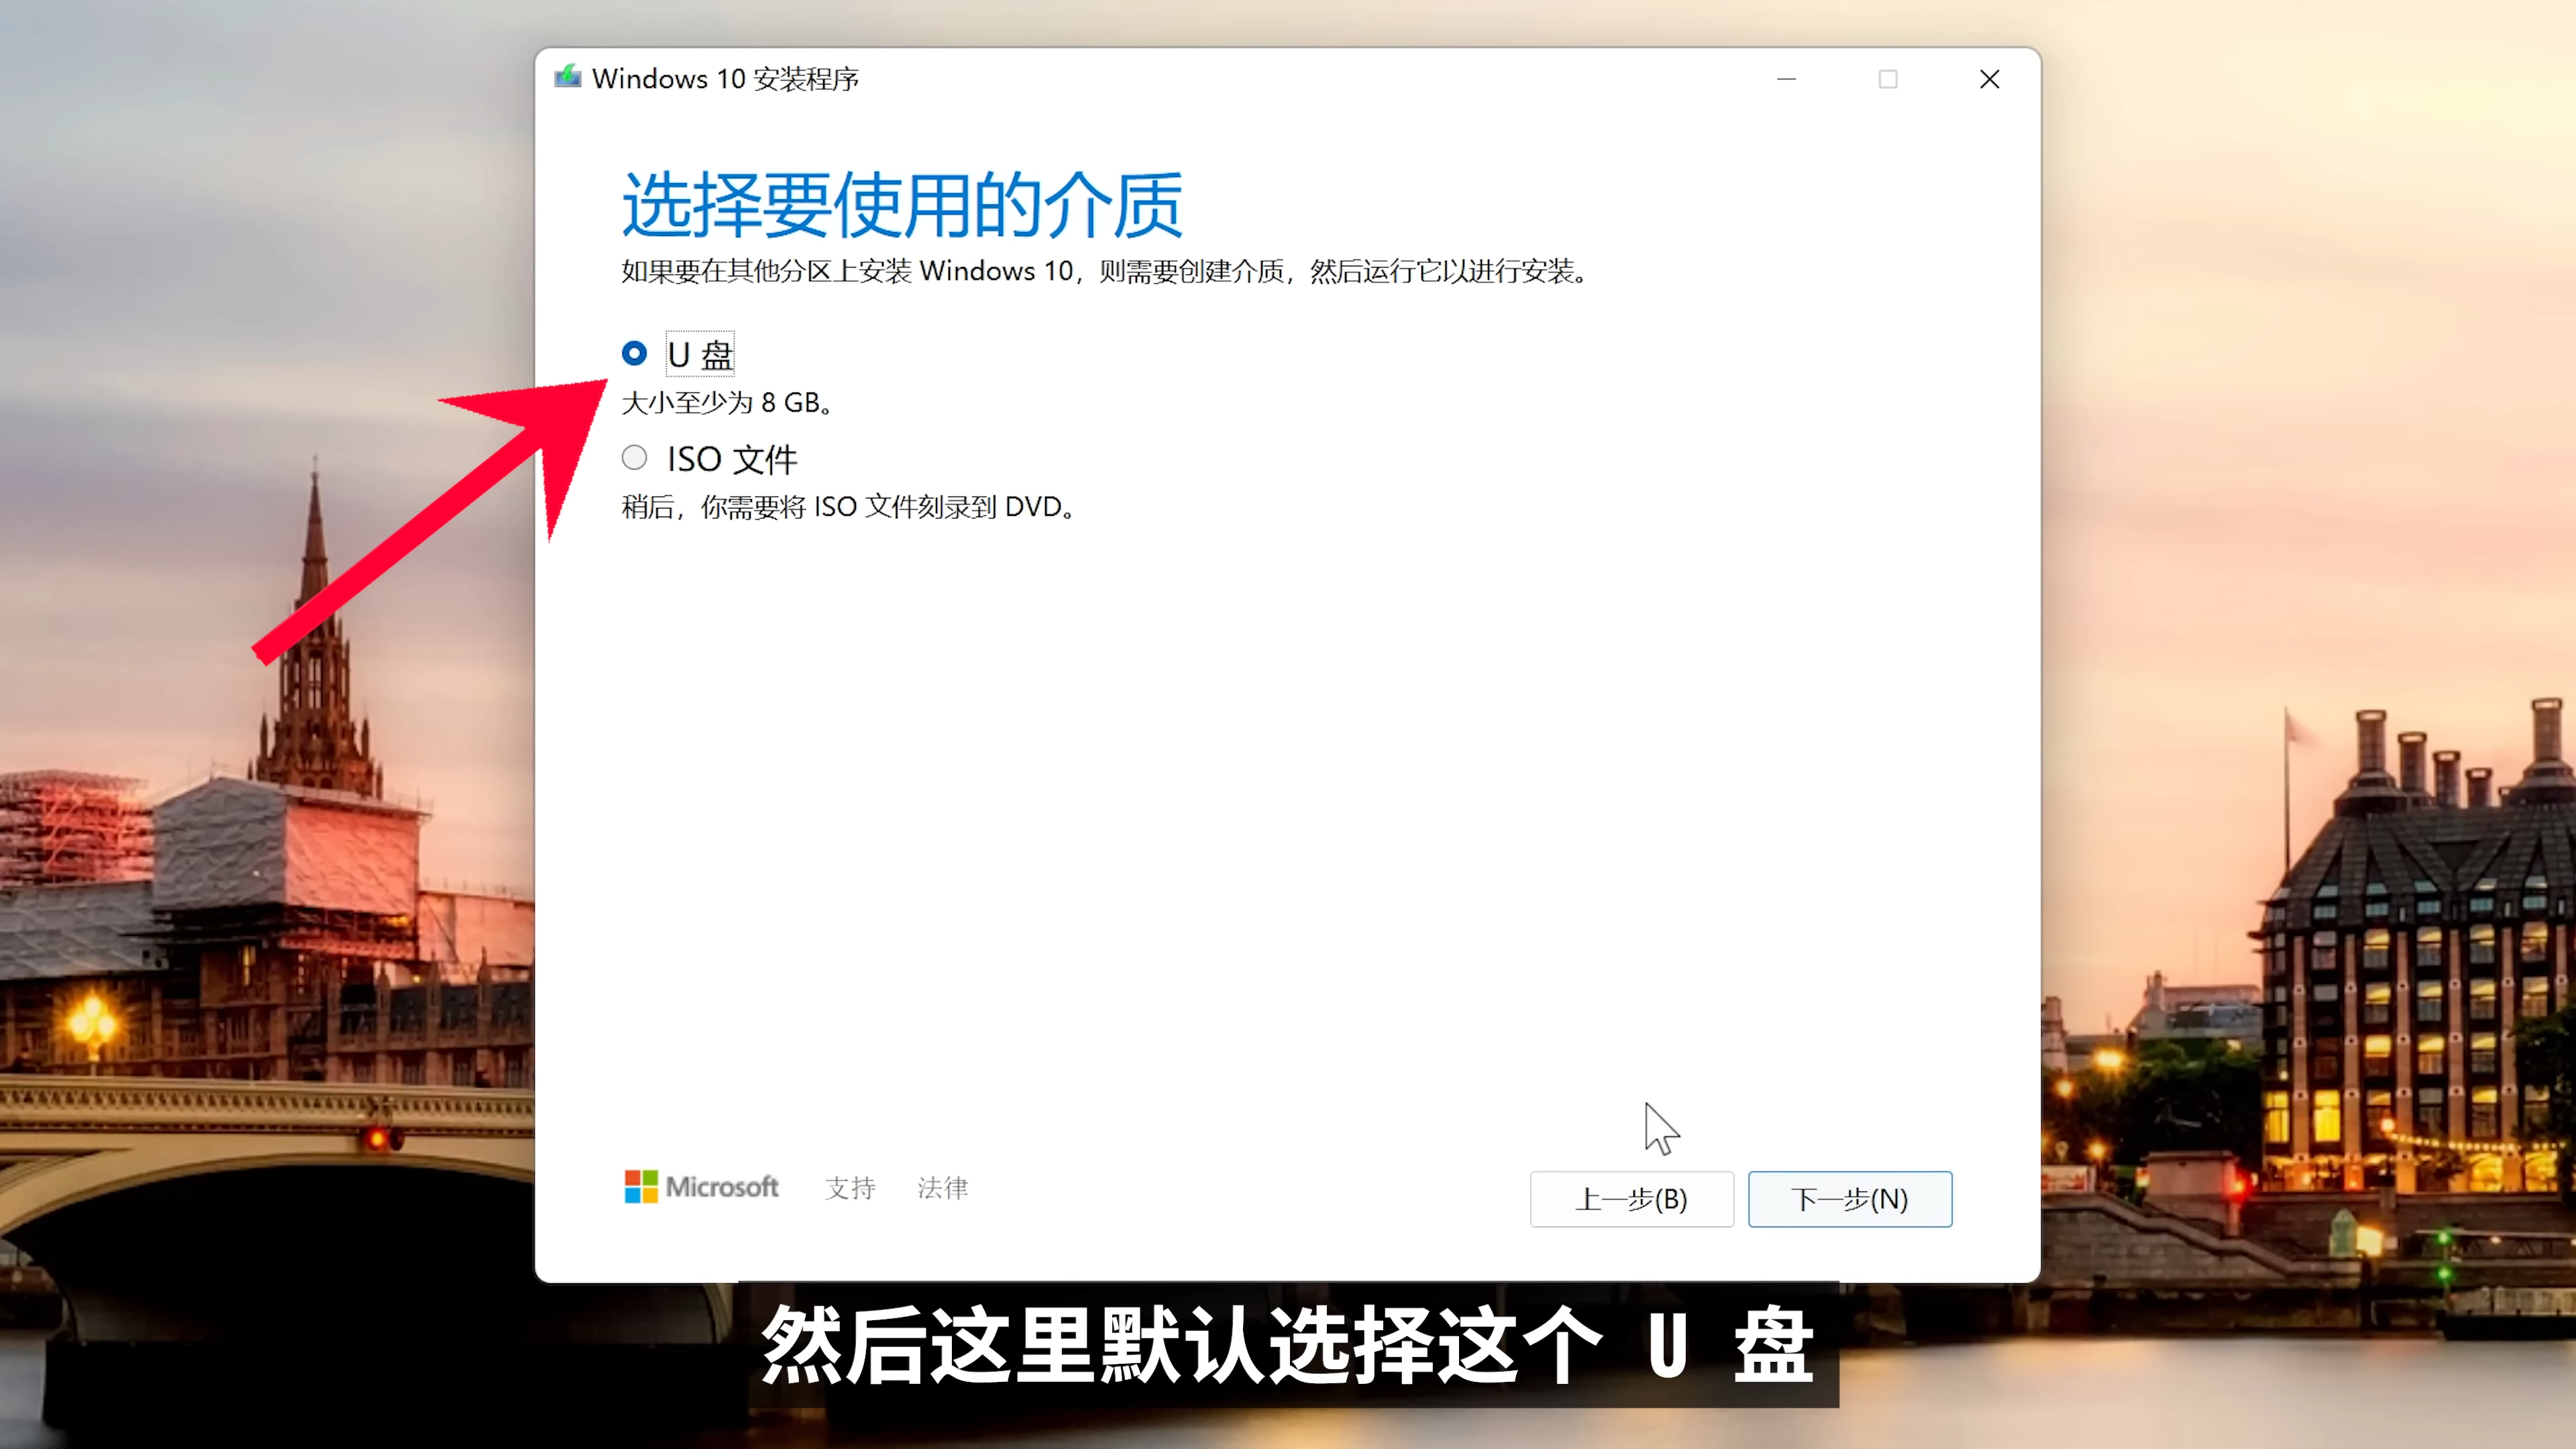 Windows 10 安装程序
选择要使用的介质
如果要在其他分区上安装 Windows 10，则需要创建介质，然后运行它以进行安装。
U 盘
大小至少为 8 GB。
ISO 文件
稍后，你需要将 ISO 文件刻录到 DVD。
Microsoft 支持 法律 上一步(B) 下一步(N)
然后这里默认选择这个 U 盘